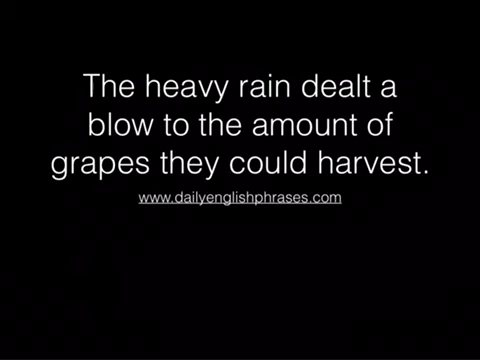 The heavy rain dealt a
blow to the amount of
grapes they could harvest.
www.dailyenglishphrases.com